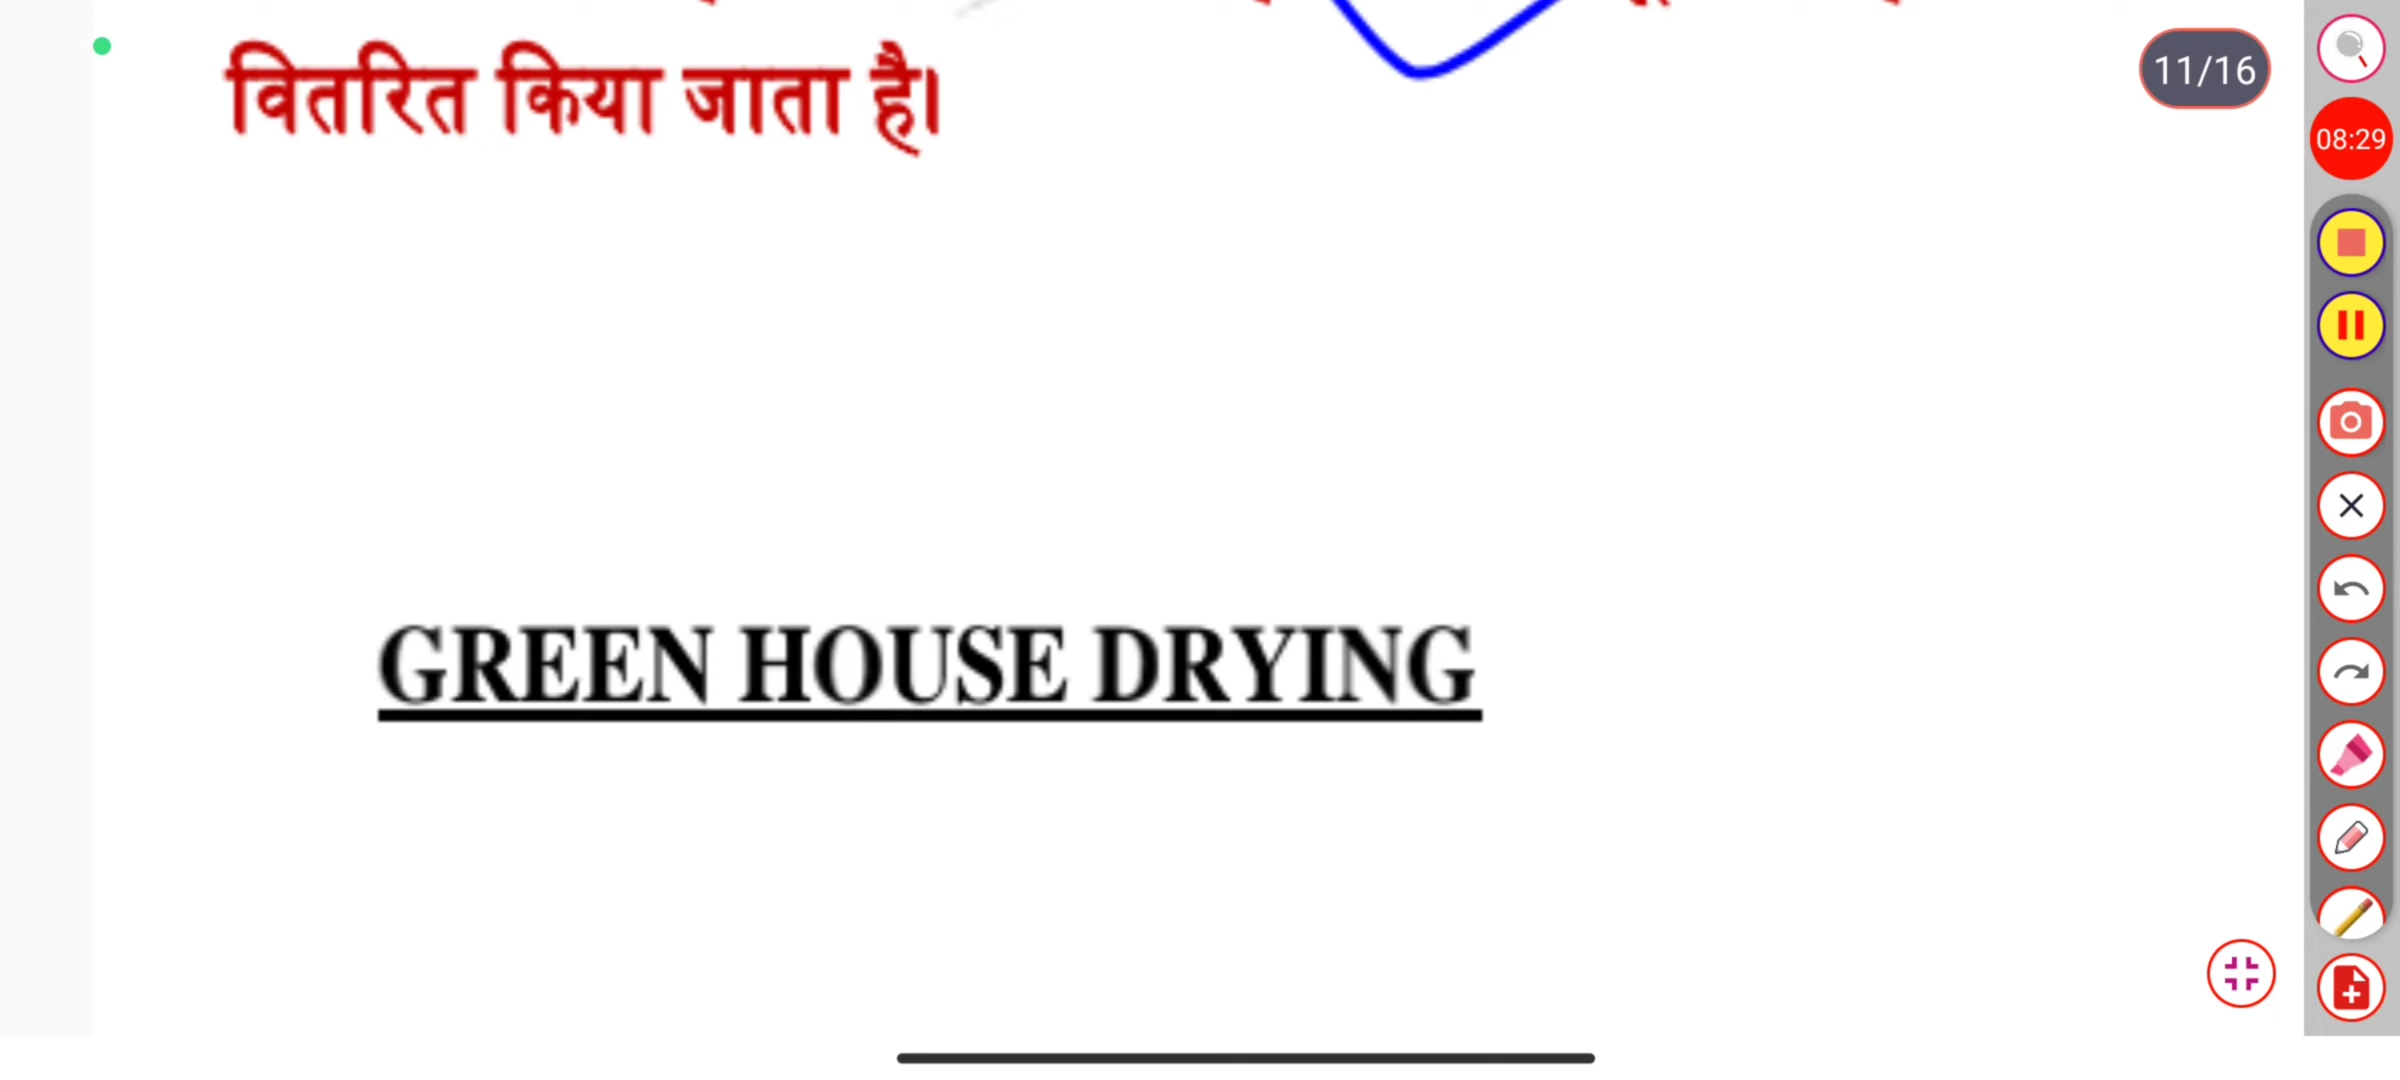 वितरित किया जाता है।
11/16
08:29
GREEN HOUSE DRYING